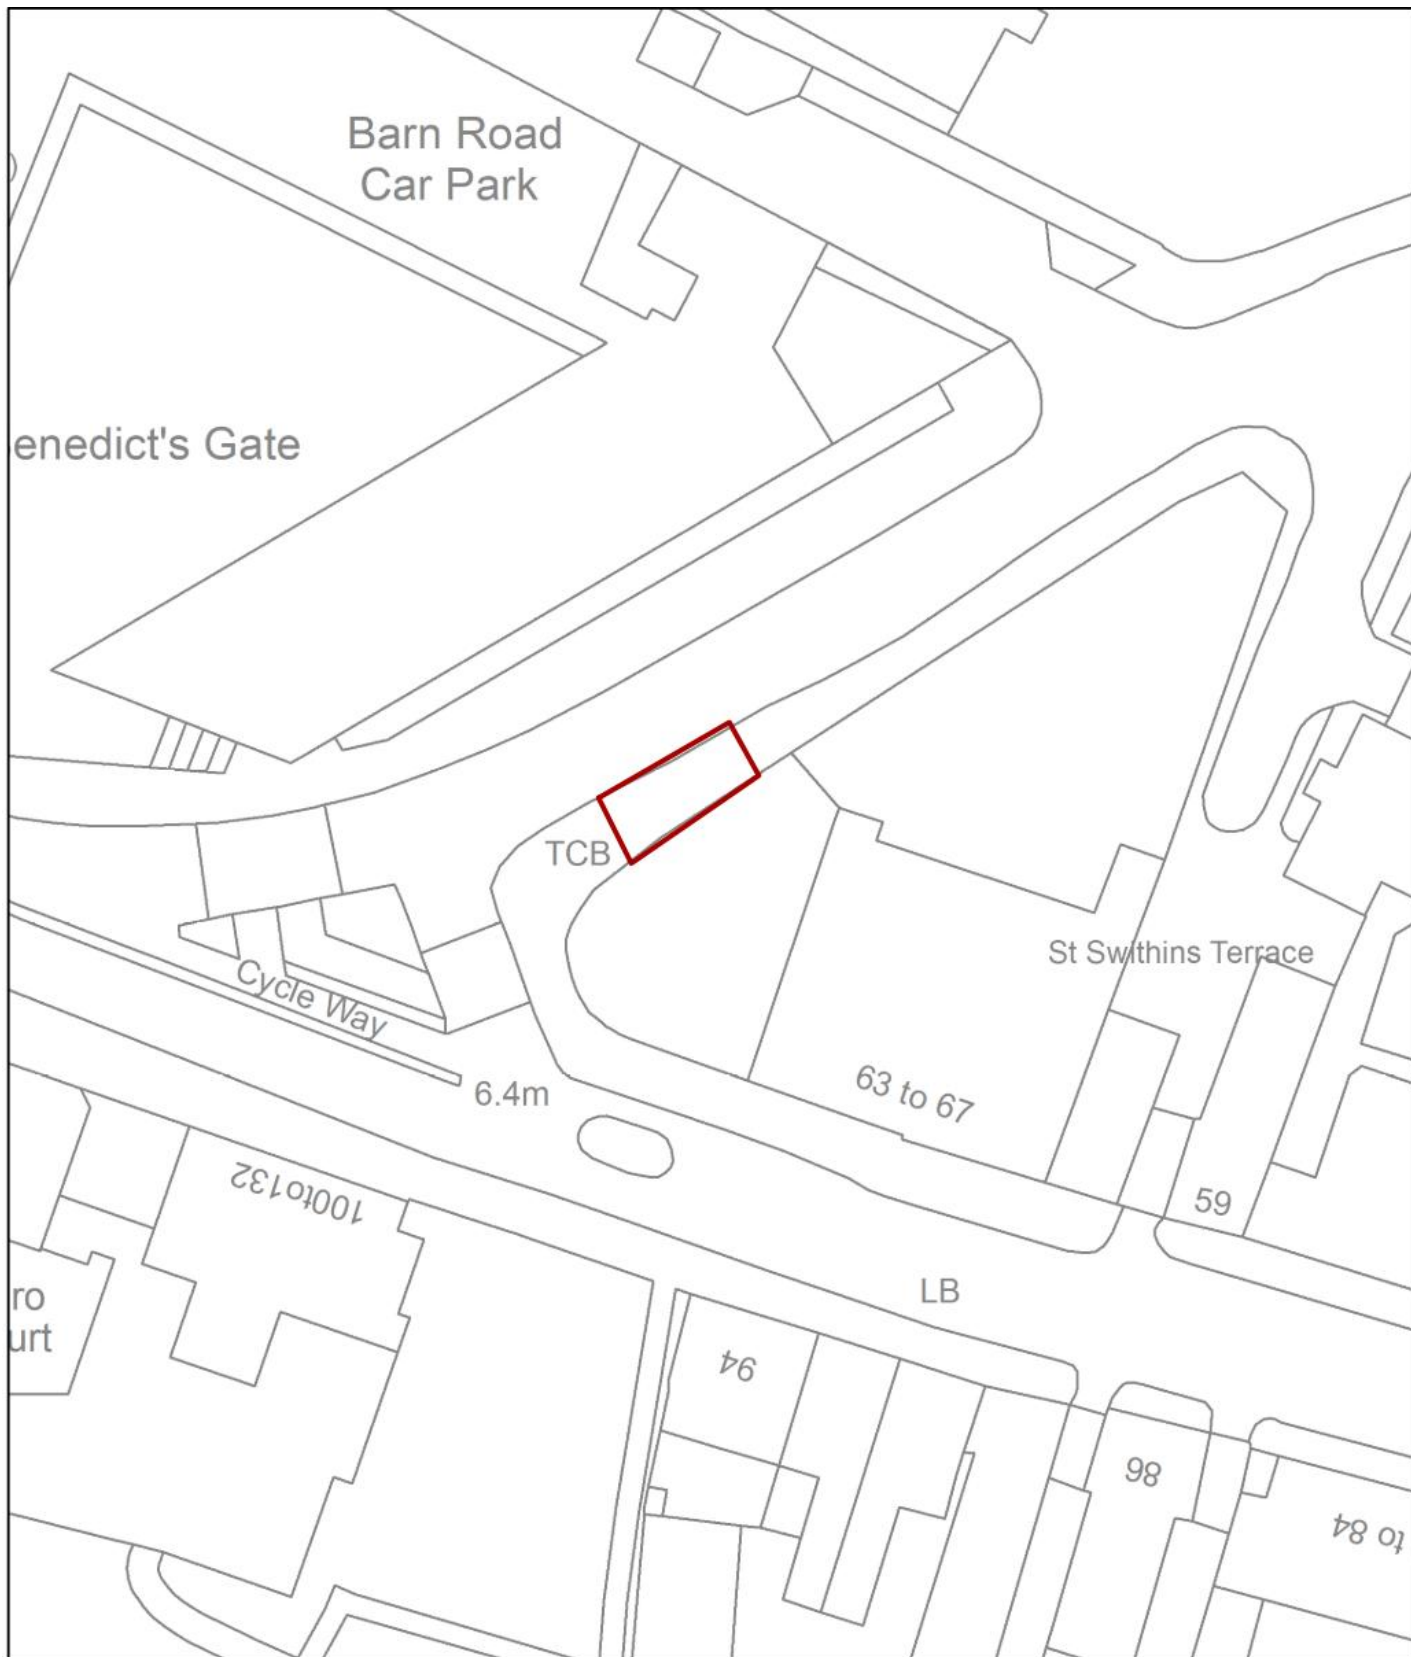 Barn Road
Car Park
enedict's Gate
TCB
St Swithins Terrace
Cycle Way
6.4m
63 to 67
100to132
59
ro
urt
LB
94
86
to 84